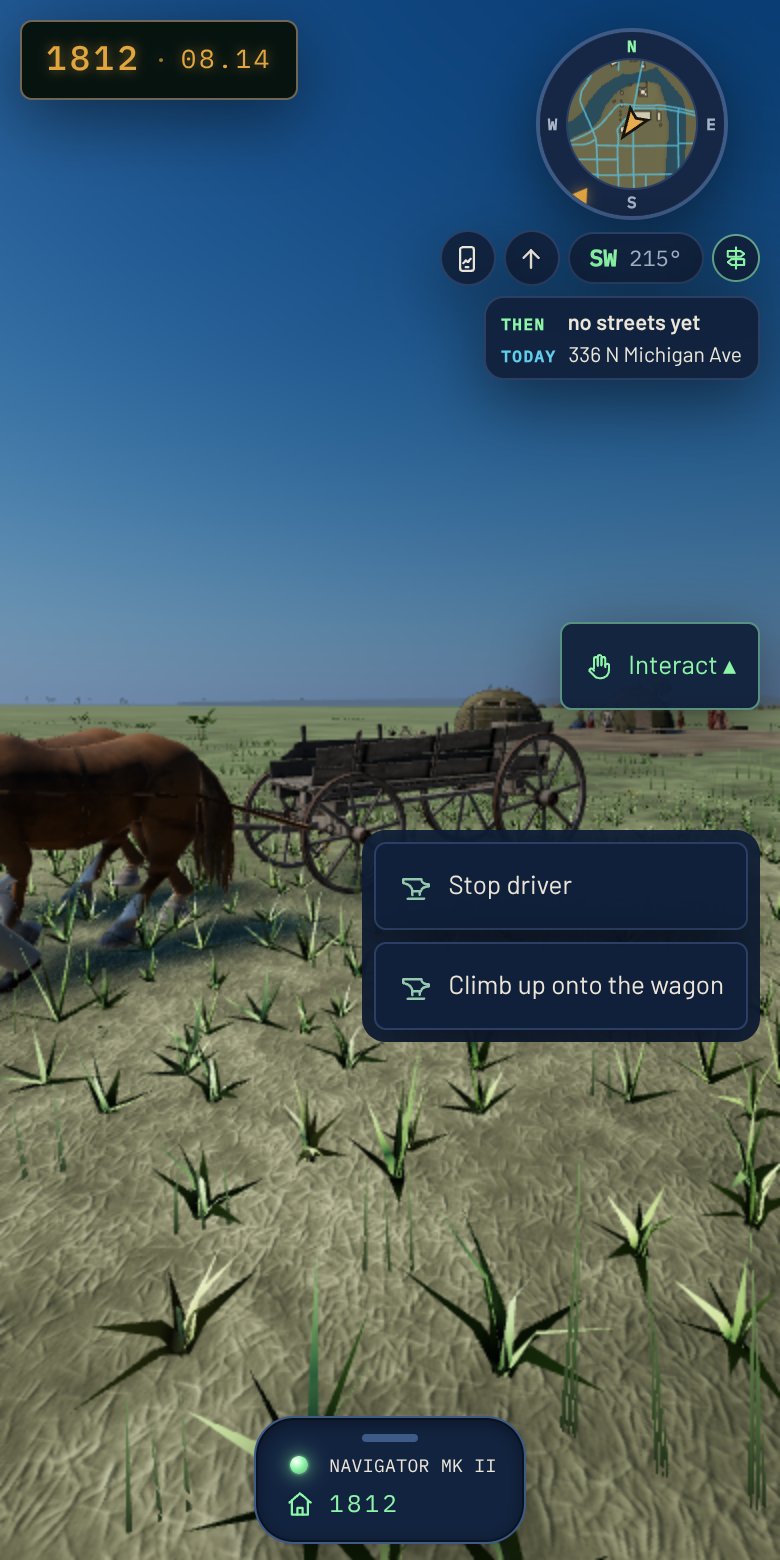 1812 · 08.14
N
W
E
S
SW 215°
THEN no streets yet
TODAY 336 N Michigan Ave
Interact ▲
Stop driver
Climb up onto the wagon
NAVIGATOR MK II
1812